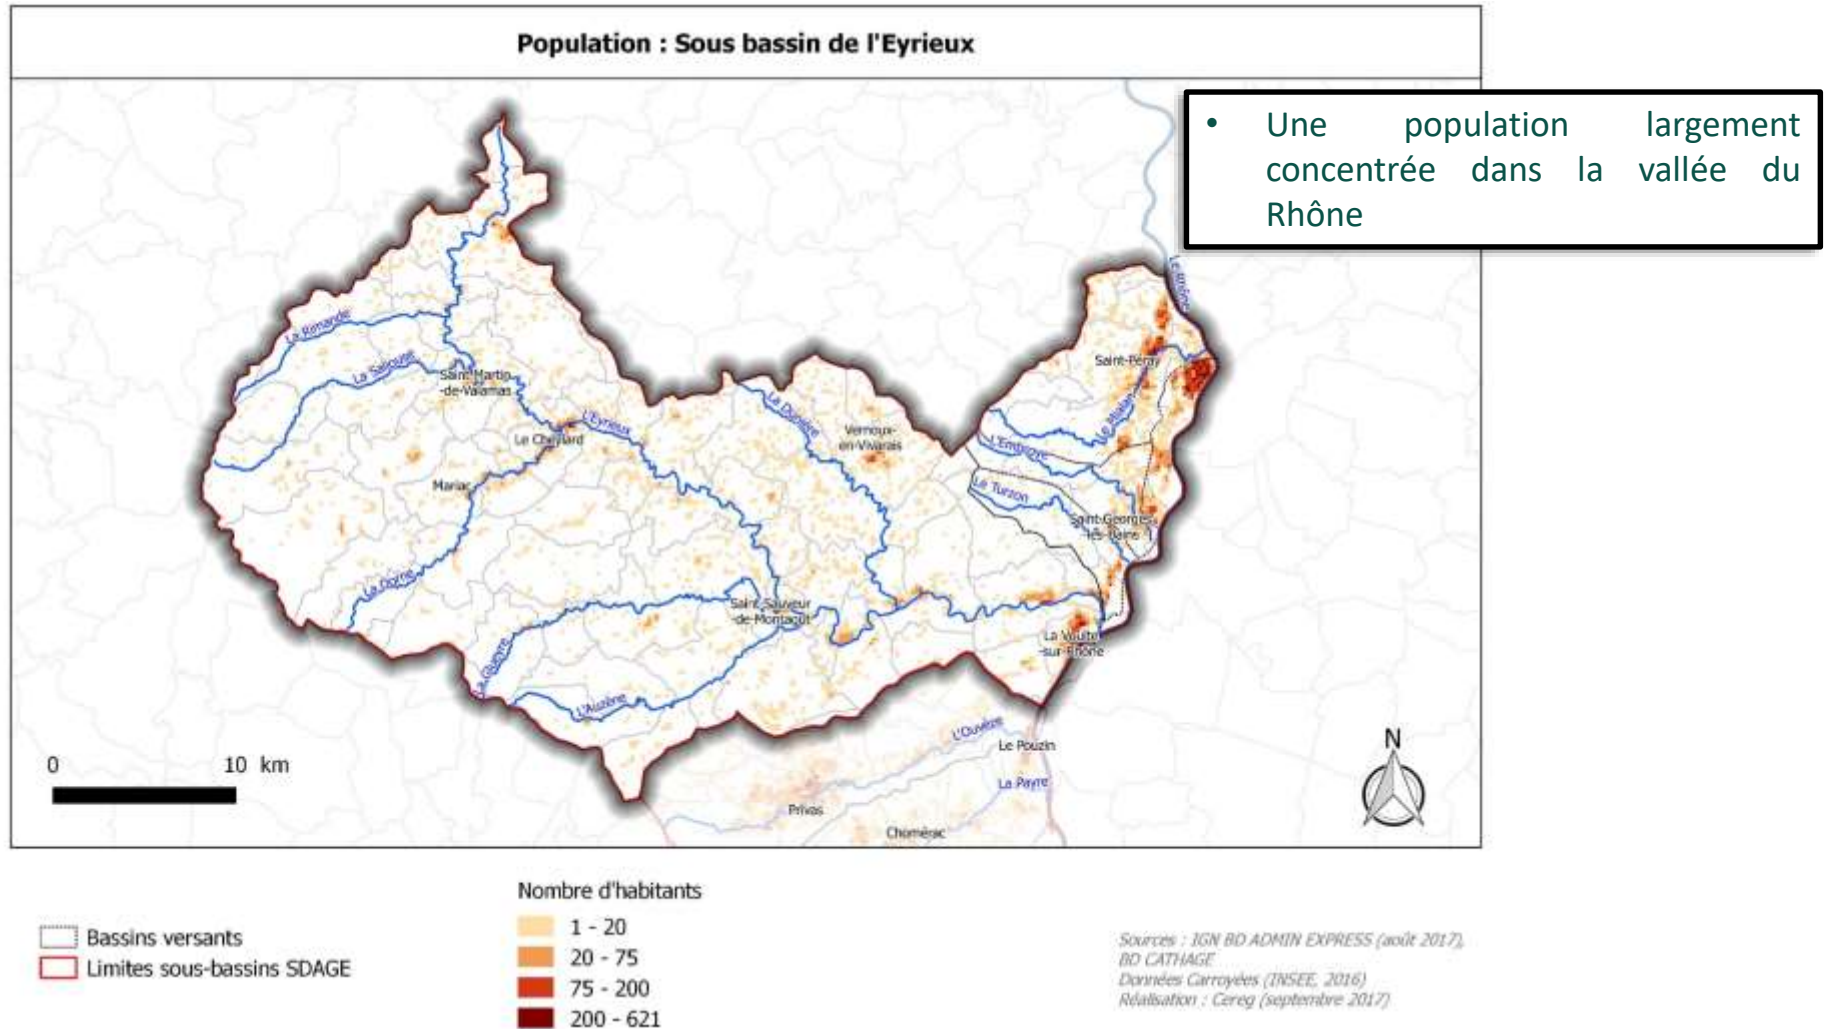 Population : Sous bassin de l'Eyrieux
• Une population largement
concentrée dans la vallée du
Rhône
Le Rhône
La Rimande
La Saliouse
Saint-Martin
-de-Valamas
Saint-Péray
Le Mialan
La Dunière
L'Eyrieux
Le Cheylard
Vernoux-
en-Vivarais
L'Embroye
Mariac
Le Turzon
Saint-Georges
-lès-Bains
La Dorne
Saint-Sauveur
-de-Montagut
La Voulte
-sur-Rhône
La Glueyre
L'Auzène
L'Ouvèze
Le Pouzin
La Payre
Privas
Chomérac
N
0 10 km
Bassins versants
Limites sous-bassins SDAGE
Nombre d'habitants
1 - 20
20 - 75
75 - 200
200 - 621
Sources : IGN BD ADMIN EXPRESS (août 2017),
BD CATHAGE
Données Carroyées (INSEE, 2016)
Réalisation : Cereg (septembre 2017)